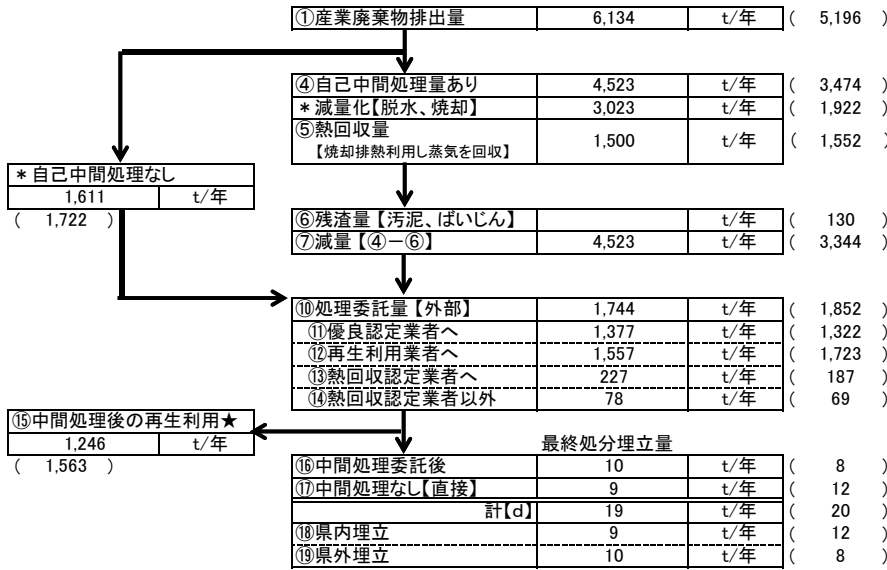 ①産業廃棄物排出量 6,134 t/年 ( 5,196 )
④自己中間処理量あり 4,523 t/年 ( 3,474 )
*減量化【脱水、焼却】 3,023 t/年 ( 1,922 )
⑤熱回収量
【焼却排熱利用し蒸気を回収】 1,500 t/年 ( 1,552 )
*自己中間処理なし
1,611 t/年
( 1,722 )
⑥残渣量【汚泥、ばいじん】 t/年 ( 130 )
⑦減量【④-⑥】 4,523 t/年 ( 3,344 )
⑩処理委託量【外部】 1,744 t/年 ( 1,852 )
⑪優良認定業者へ 1,377 t/年 ( 1,322 )
⑫再生利用業者へ 1,557 t/年 ( 1,723 )
⑬熱回収認定業者へ 227 t/年 ( 187 )
⑭熱回収認定業者以外 78 t/年 ( 69 )
⑮中間処理後の再生利用★
1,246 t/年
( 1,563 )
最終処分埋立量
⑯中間処理委託後 10 t/年 ( 8 )
⑰中間処理なし【直接】 9 t/年 ( 12 )
計【d】 19 t/年 ( 20 )
⑱県内埋立 9 t/年 ( 12 )
⑲県外埋立 10 t/年 ( 8 )